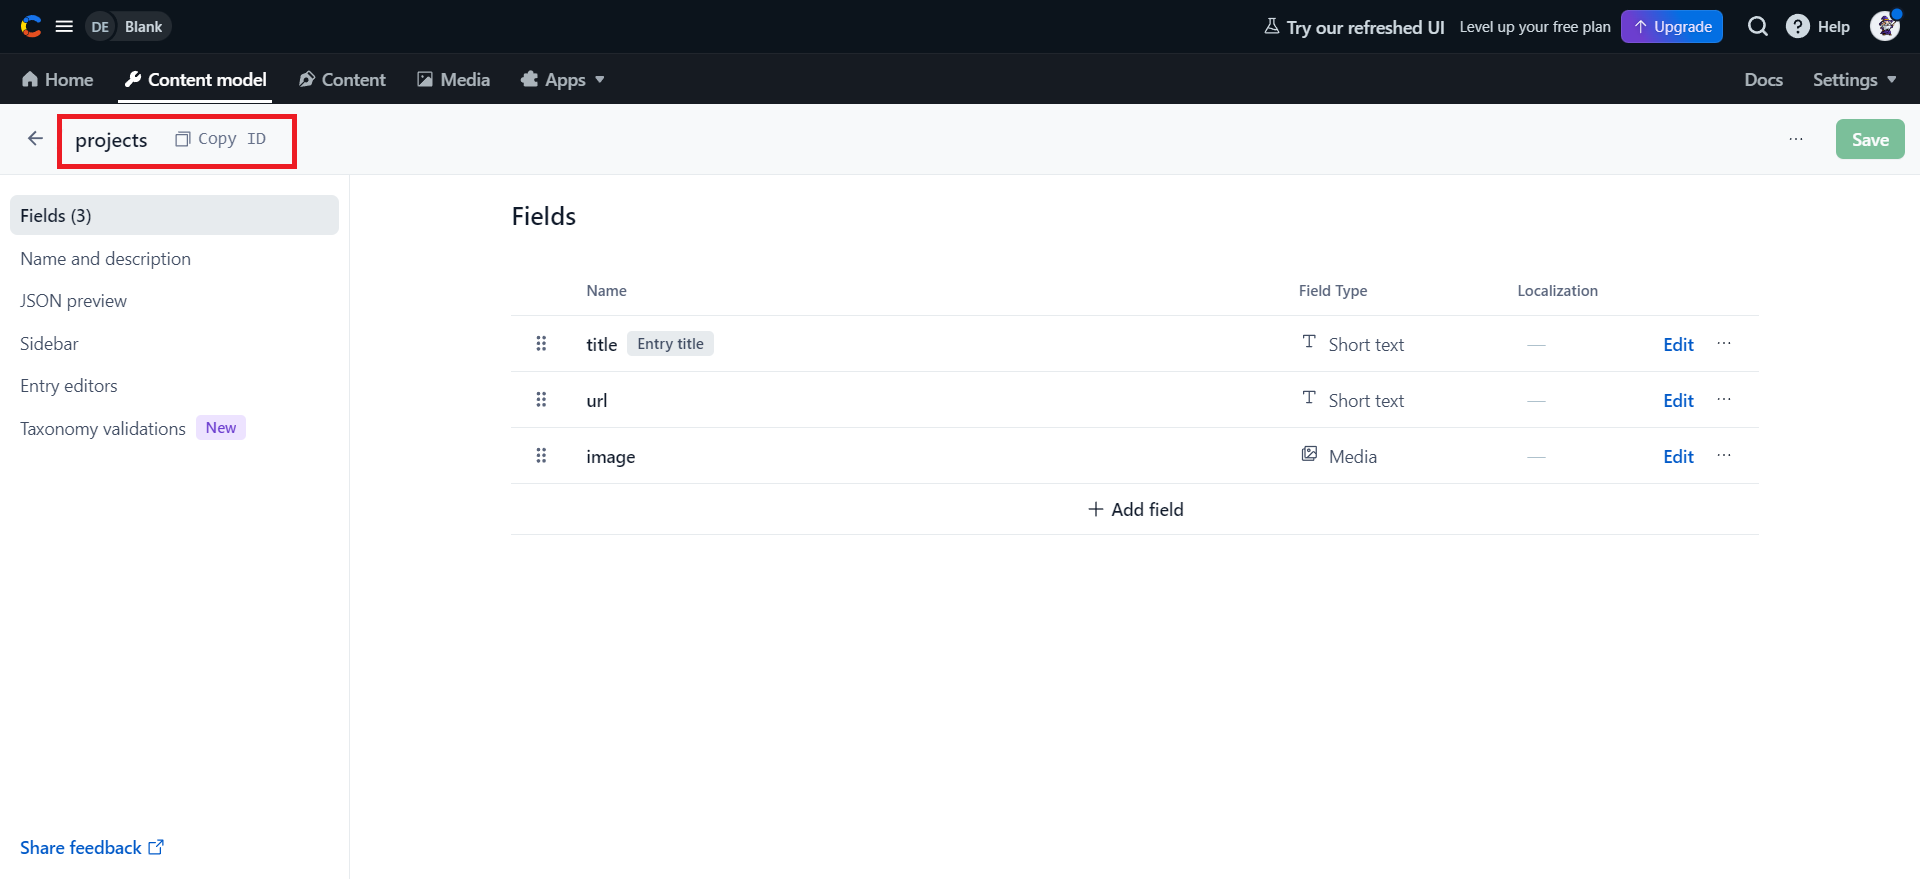 DE Blank Try our refreshed UI Level up your free plan Upgrade Help
Home Content model Content Media Apps Docs Settings
projects Copy ID ... Save
Fields (3)
Name and description
JSON preview
Sidebar
Entry editors
Taxonomy validations New
Share feedback
Fields
Name Field Type Localization
title Entry title Short text — Edit ...
url Short text — Edit ...
image Media — Edit ...
+ Add field